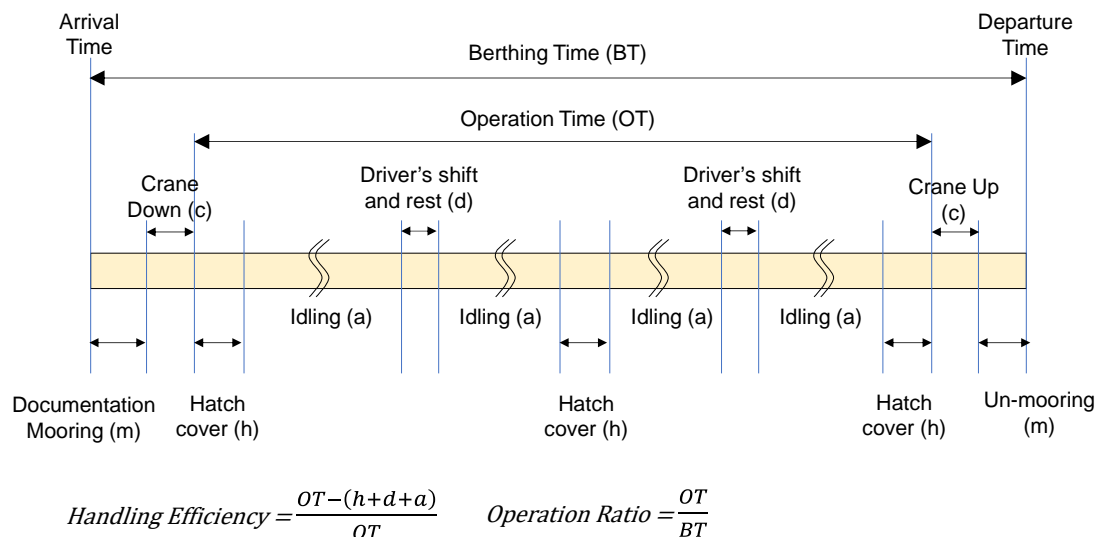 Arrival
Time
Departure
Time
Berthing Time (BT)
Operation Time (OT)
Crane
Down (c)
Driver's shift
and rest (d)
Driver's shift
and rest (d)
Crane Up
(c)
Idling (a)
Idling (a)
Idling (a)
Idling (a)
Documentation
Mooring (m)
Hatch
cover (h)
Hatch
cover (h)
Hatch
cover (h)
Un-mooring
(m)
Handling Efficiency = \frac{OT-(h+d+a)}{OT}
Operation Ratio = \frac{OT}{BT}